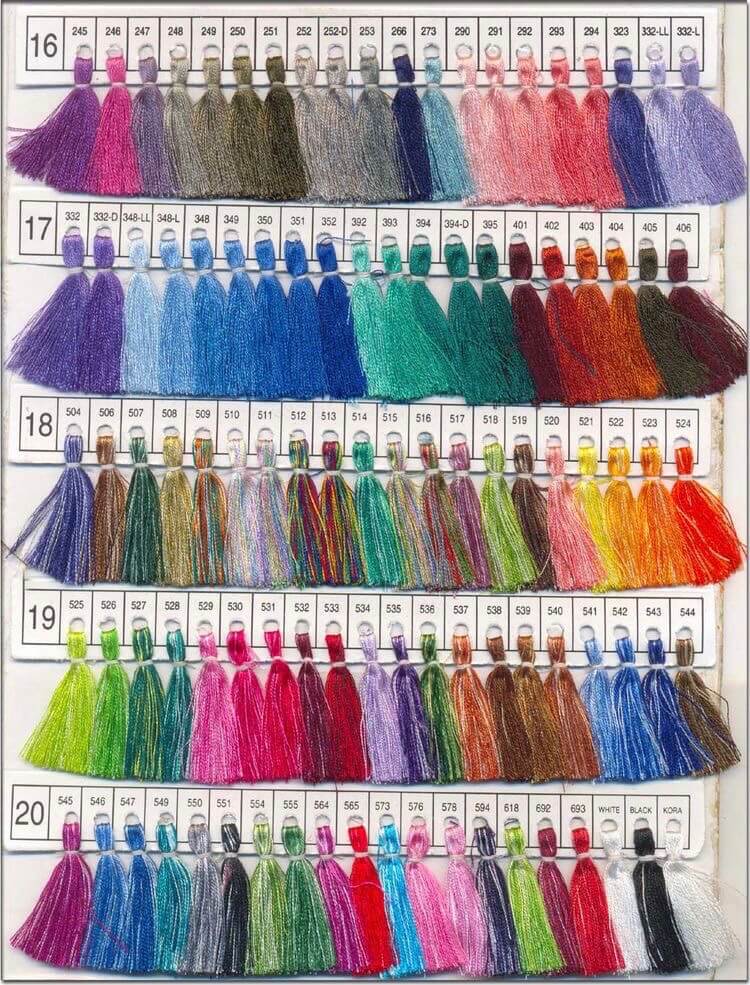 16 245 246 247 248 249 250 251 252 252-D 253 266 273 290 291 292 293 294 323 332-LL 332-L
17 332 332-D 348-LL 348-L 348 349 350 351 352 392 393 394 394-D 395 401 402 403 404 405 406
18 504 506 507 508 509 510 511 512 513 514 515 516 517 518 519 520 521 522 523 524
19 525 526 527 528 529 530 531 532 533 534 535 536 537 538 539 540 541 542 543 544
20 545 546 547 549 550 551 554 555 564 565 573 576 578 594 618 692 693 WHITE BLACK KORA